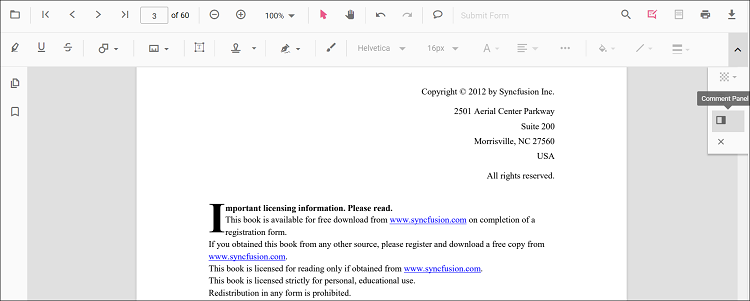 3 of 60 100% Submit Form
U S T Helvetica 16px A
Comment Panel
Copyright © 2012 by Syncfusion Inc.
2501 Aerial Center Parkway
Suite 200
Morrisville, NC 27560
USA
All rights reserved.
Important licensing information. Please read.
This book is available for free download from www.syncfusion.com on completion of a
registration form.
If you obtained this book from any other source, please register and download a free copy from
www.syncfusion.com.
This book is licensed for reading only if obtained from www.syncfusion.com.
This book is licensed strictly for personal, educational use.
Redistribution in any form is prohibited.